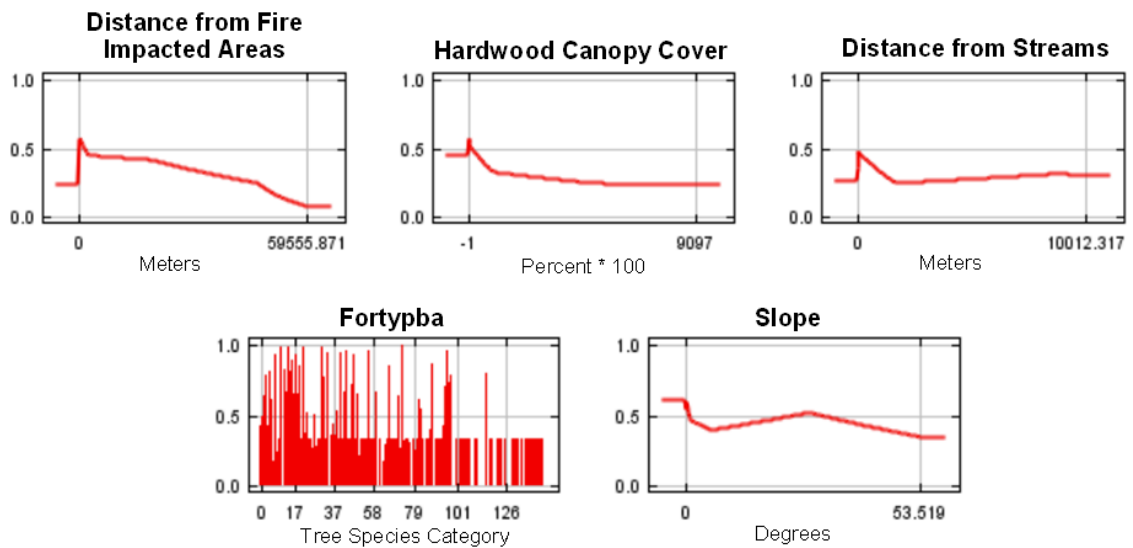 Distance from Fire
Impacted Areas
1.0
0.5
0.0
0
59555.871
Meters
Hardwood Canopy Cover
1.0
0.5
0.0
-1
9097
Percent * 100
Distance from Streams
1.0
0.5
0.0
0
10012.317
Meters
Fortypba
1.0
0.5
0.0
0 17 37 58 79 101 126
Tree Species Category
Slope
1.0
0.5
0.0
0
53.519
Degrees